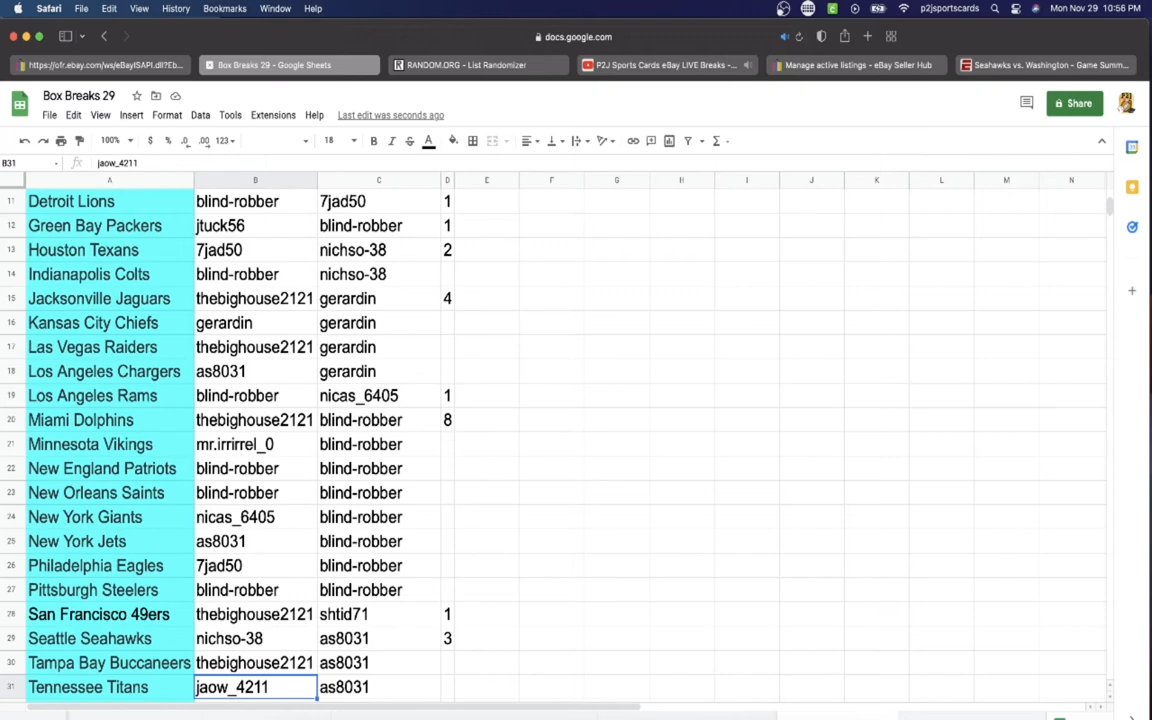 Safari File Edit View History Bookmarks Window Help p2jsportscards Mon Nov 29 10:56 PM
docs.google.com
https://ofr.ebay.com/ws/eBayISAPI.dll?Eb... Box Breaks 29 - Google Sheets RANDOM.ORG - List Randomizer P2J Sports Cards eBay LIVE Breaks -... Manage active listings - eBay Seller Hub Seahawks vs. Washington - Game Summ...
Box Breaks 29 Share
File Edit View Insert Format Data Tools Extensions Help Last edit was seconds ago
100% $ % .0 .00 123 18 B I S A
B31 fx jaow_4211
A B C D E F G H I J K L M N
11 Detroit Lions blind-robber 7jad50 1
12 Green Bay Packers jtuck56 blind-robber 1
13 Houston Texans 7jad50 nichso-38 2
14 Indianapolis Colts blind-robber nichso-38
15 Jacksonville Jaguars thebighouse2121 gerardin 4
16 Kansas City Chiefs gerardin gerardin
17 Las Vegas Raiders thebighouse2121 gerardin
18 Los Angeles Chargers as8031 gerardin
19 Los Angeles Rams blind-robber nicas_6405 1
20 Miami Dolphins thebighouse2121 blind-robber 8
21 Minnesota Vikings mr.irrirrel_0 blind-robber
22 New England Patriots blind-robber blind-robber
23 New Orleans Saints blind-robber blind-robber
24 New York Giants nicas_6405 blind-robber
25 New York Jets as8031 blind-robber
26 Philadelphia Eagles 7jad50 blind-robber
27 Pittsburgh Steelers blind-robber blind-robber
28 San Francisco 49ers thebighouse2121 shtid71 1
29 Seattle Seahawks nichso-38 as8031 3
30 Tampa Bay Buccaneers thebighouse2121 as8031
31 Tennessee Titans jaow_4211 as8031